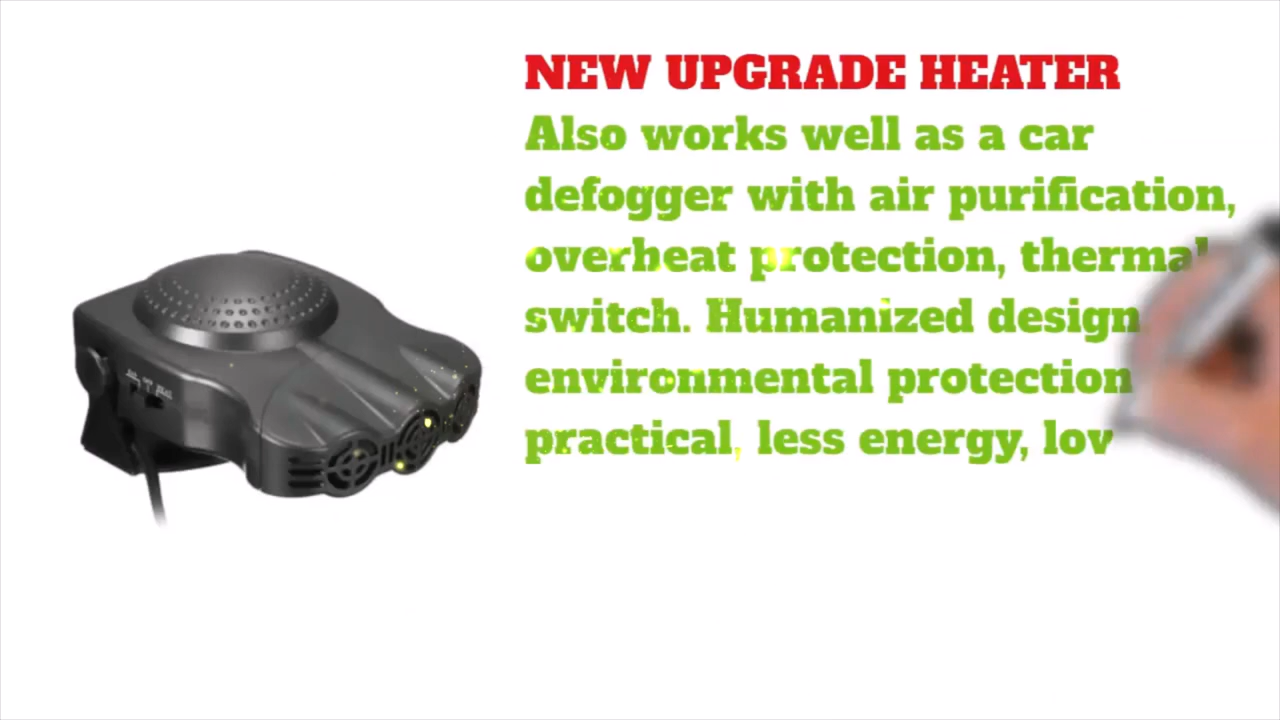 NEW UPGRADE HEATER
Also works well as a car
defogger with air purification,
overheat protection, thermal
switch. Humanized design
environmental protection
practical, less energy, lov